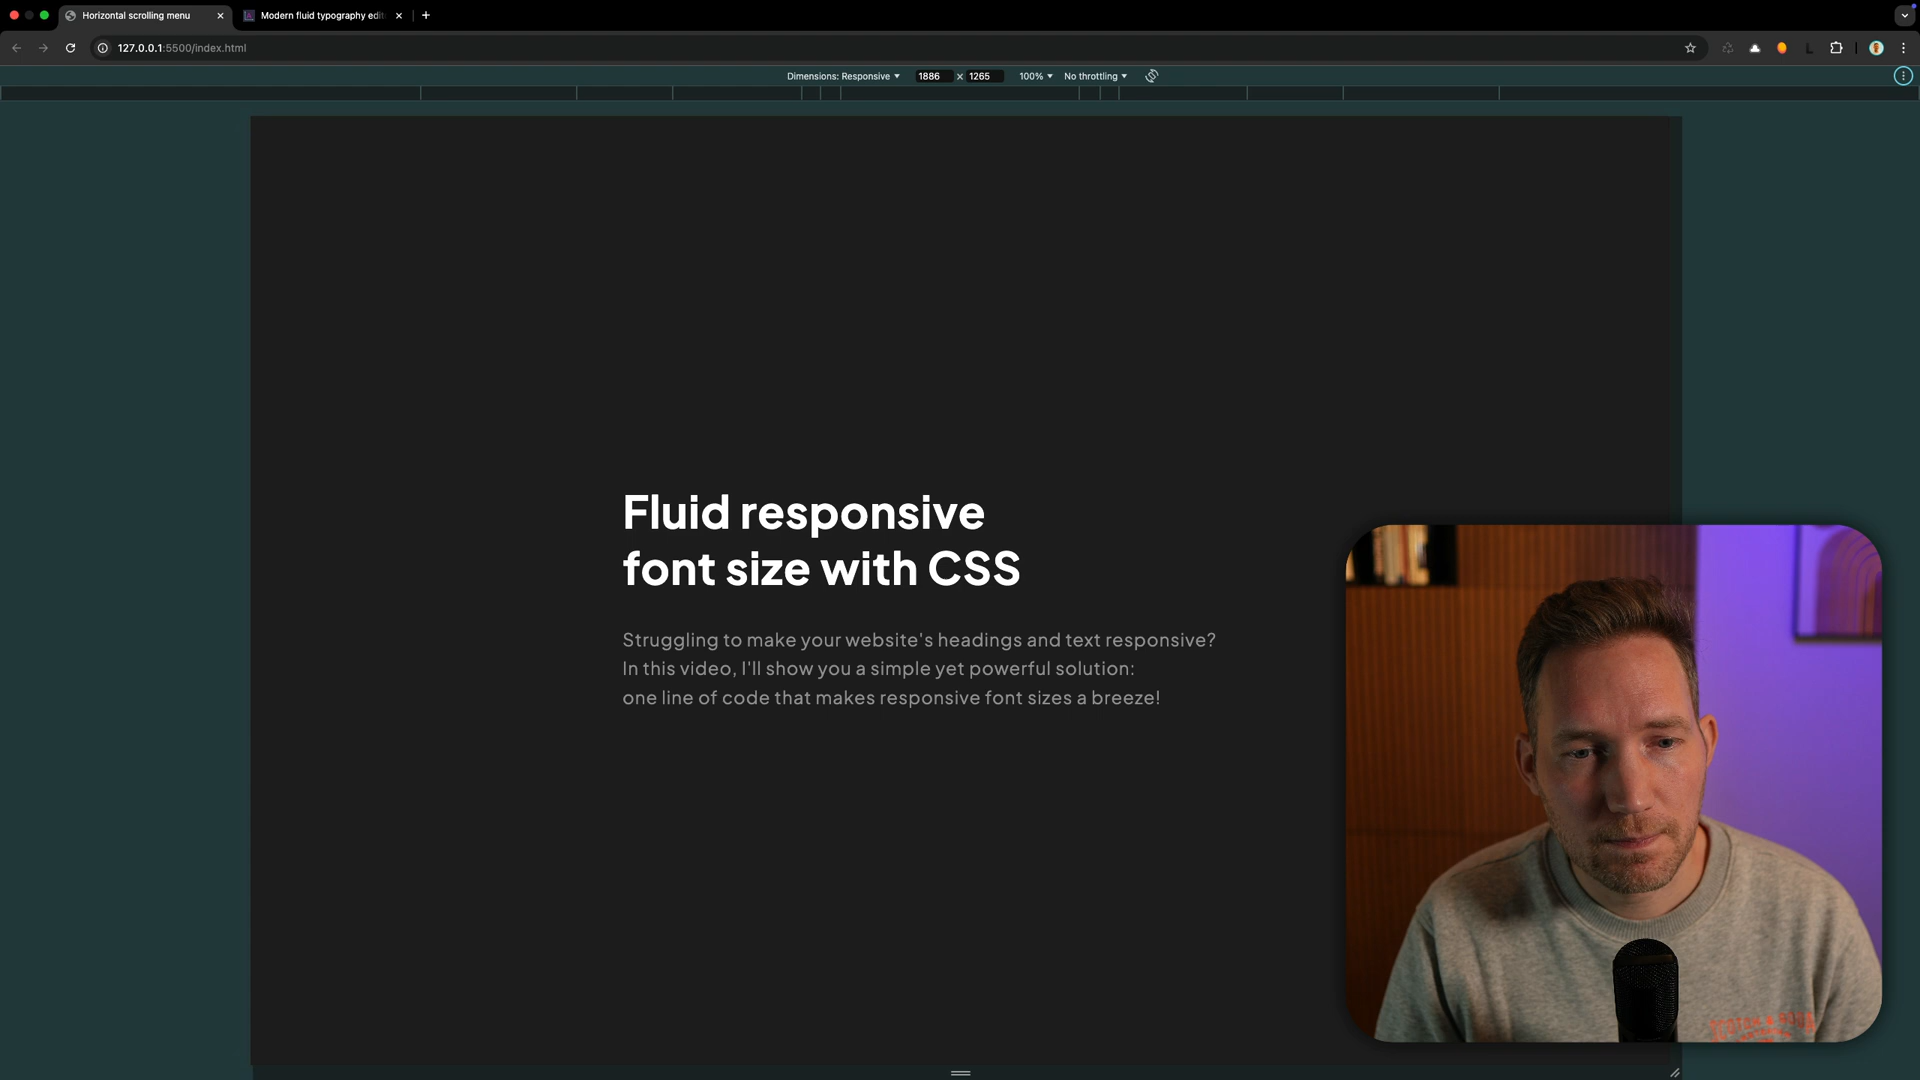 Horizontal scrolling menu
Modern fluid typography edit
127.0.0.1:5500/index.html
Dimensions: Responsive 1886 x 1265 100% No throttling
Fluid responsive
font size with CSS
Struggling to make your website's headings and text responsive?
In this video, I'll show you a simple yet powerful solution:
one line of code that makes responsive font sizes a breeze!